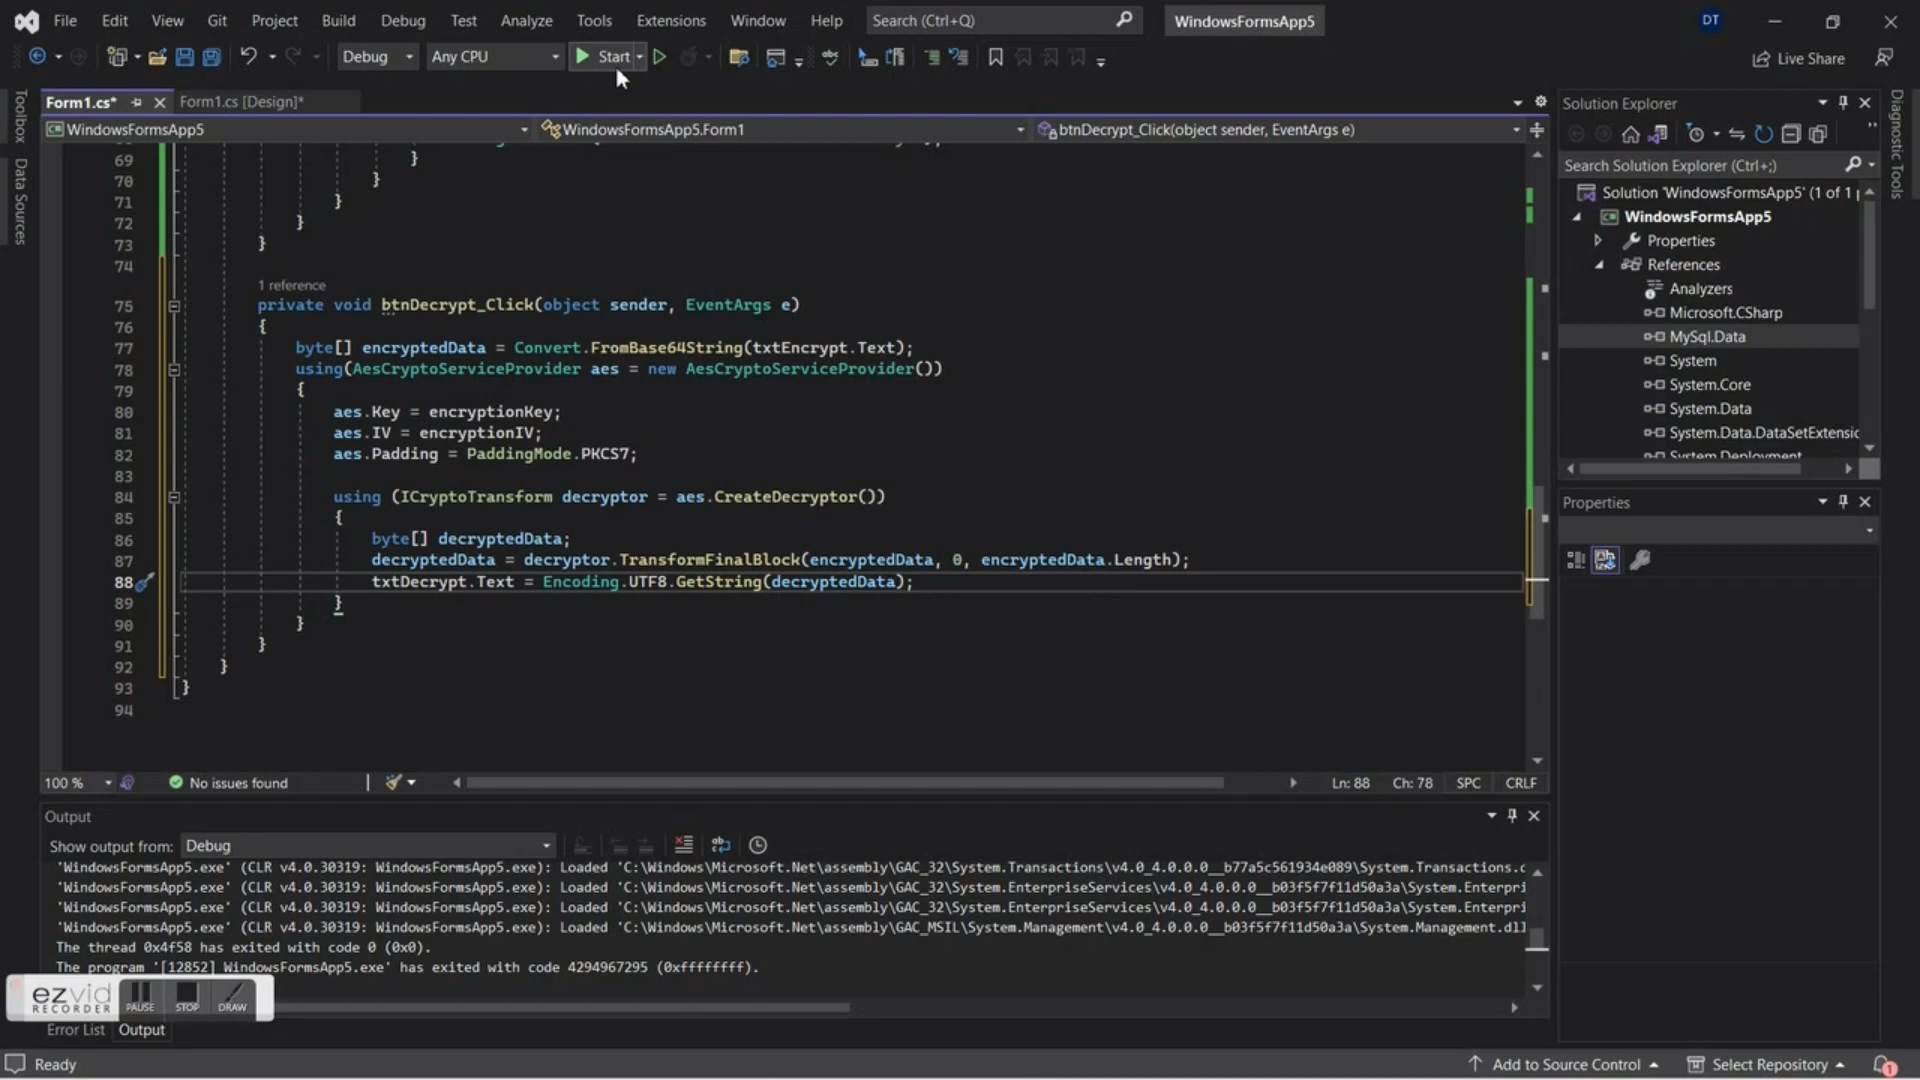 File Edit View Git Project Build Debug Test Analyze Tools Extensions Window Help Search (Ctrl+Q) WindowsFormsApp5 DT
Debug Any CPU Start Live Share
Toolbox
Data Sources
Form1.cs* Form1.cs [Design]*
WindowsFormsApp5 WindowsFormsApp5.Form1 btnDecrypt_Click(object sender, EventArgs e)
69 }
70 }
71 }
72 }
73 }
74
1 reference
75 private void btnDecrypt_Click(object sender, EventArgs e)
76 {
77 byte[] encryptedData = Convert.FromBase64String(txtEncrypt.Text);
78 using(AesCryptoServiceProvider aes = new AesCryptoServiceProvider())
79 {
80 aes.Key = encryptionKey;
81 aes.IV = encryptionIV;
82 aes.Padding = PaddingMode.PKCS7;
83
84 using (ICryptoTransform decryptor = aes.CreateDecryptor())
85 {
86 byte[] decryptedData;
87 decryptedData = decryptor.TransformFinalBlock(encryptedData, 0, encryptedData.Length);
88 txtDecrypt.Text = Encoding.UTF8.GetString(decryptedData);
89 }
90 }
91 }
92 }
93 }
94
100 % No issues found Ln: 88 Ch: 78 SPC CRLF
Output
Show output from: Debug
'WindowsFormsApp5.exe' (CLR v4.0.30319: WindowsFormsApp5.exe): Loaded 'C:\Windows\Microsoft.Net\assembly\GAC_32\System.Transactions\v4.0_4.0.0.0__b77a5c561934e089\System.Transactions.
'WindowsFormsApp5.exe' (CLR v4.0.30319: WindowsFormsApp5.exe): Loaded 'C:\Windows\Microsoft.Net\assembly\GAC_32\System.EnterpriseServices\v4.0_4.0.0.0__b03f5f7f11d50a3a\System.Enterpri
'WindowsFormsApp5.exe' (CLR v4.0.30319: WindowsFormsApp5.exe): Loaded 'C:\Windows\Microsoft.Net\assembly\GAC_32\System.EnterpriseServices\v4.0_4.0.0.0__b03f5f7f11d50a3a\System.Enterpri
'WindowsFormsApp5.exe' (CLR v4.0.30319: WindowsFormsApp5.exe): Loaded 'C:\Windows\Microsoft.Net\assembly\GAC_MSIL\System.Management\v4.0_4.0.0.0__b03f5f7f11d50a3a\System.Management.dll
The thread 0x4f58 has exited with code 0 (0x0).
The program '[12852] WindowsFormsApp5.exe' has exited with code 4294967295 (0xffffffff).
ezvid
RECORDER PAUSE STOP DRAW
Error List Output
Solution Explorer
Search Solution Explorer (Ctrl+;)
Solution 'WindowsFormsApp5' (1 of 1 p
WindowsFormsApp5
Properties
References
Analyzers
Microsoft.CSharp
MySql.Data
System
System.Core
System.Data
System.Data.DataSetExtensio
System.Deployment
Properties
Diagnostic Tools
Ready Add to Source Control Select Repository 1